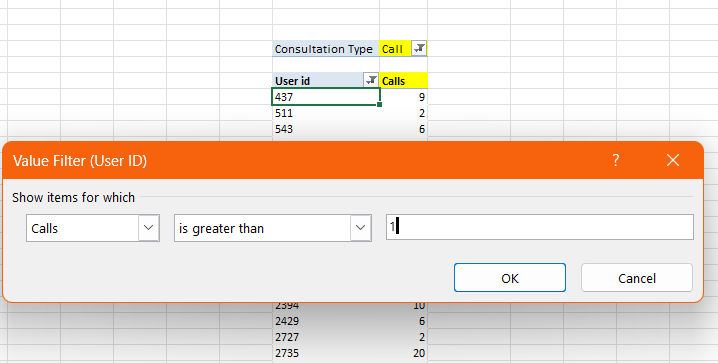 Consultation Type Call
User id Calls
437 9
511 2
543 6
Value Filter (User ID) ?
Show items for which
Calls is greater than 1
OK Cancel
2394 10
2429 6
2727 2
2735 20